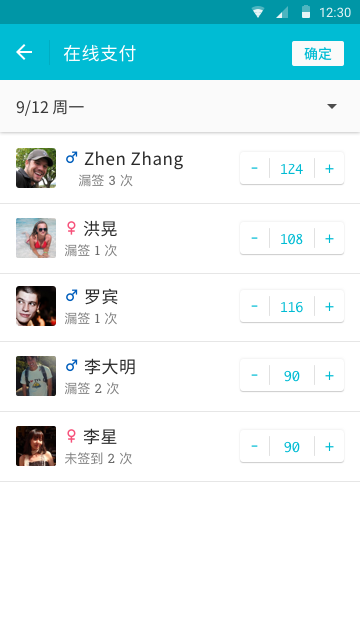 12:30
在线支付 确定
9/12 周一
♂ Zhen Zhang
漏签 3 次
- 124 +
♀ 洪晃
漏签 1 次
- 108 +
♂ 罗宾
漏签 1 次
- 116 +
♂ 李大明
漏签 2 次
- 90 +
♀ 李星
未签到 2 次
- 90 +